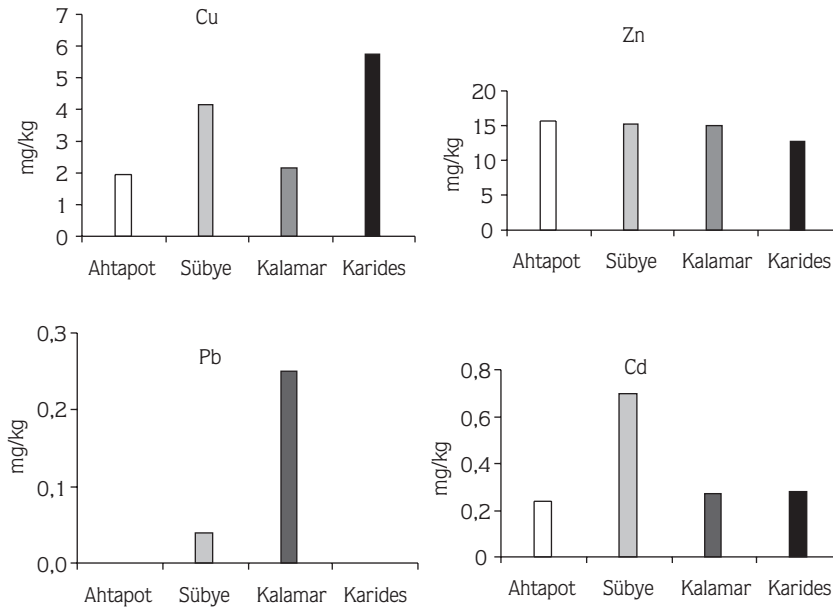 Cu
7
6
5
4
3
2
1
0
mg/kg
Ahtapot Sübye Kalamar Karides
Zn
20
15
10
5
0
mg/kg
Ahtapot Sübye Kalamar Karides
Pb
0,3
0,2
0,1
0,0
mg/kg
Ahtapot Sübye Kalamar Karides
Cd
0,8
0,6
0,4
0,2
0
mg/kg
Ahtapot Sübye Kalamar Karides